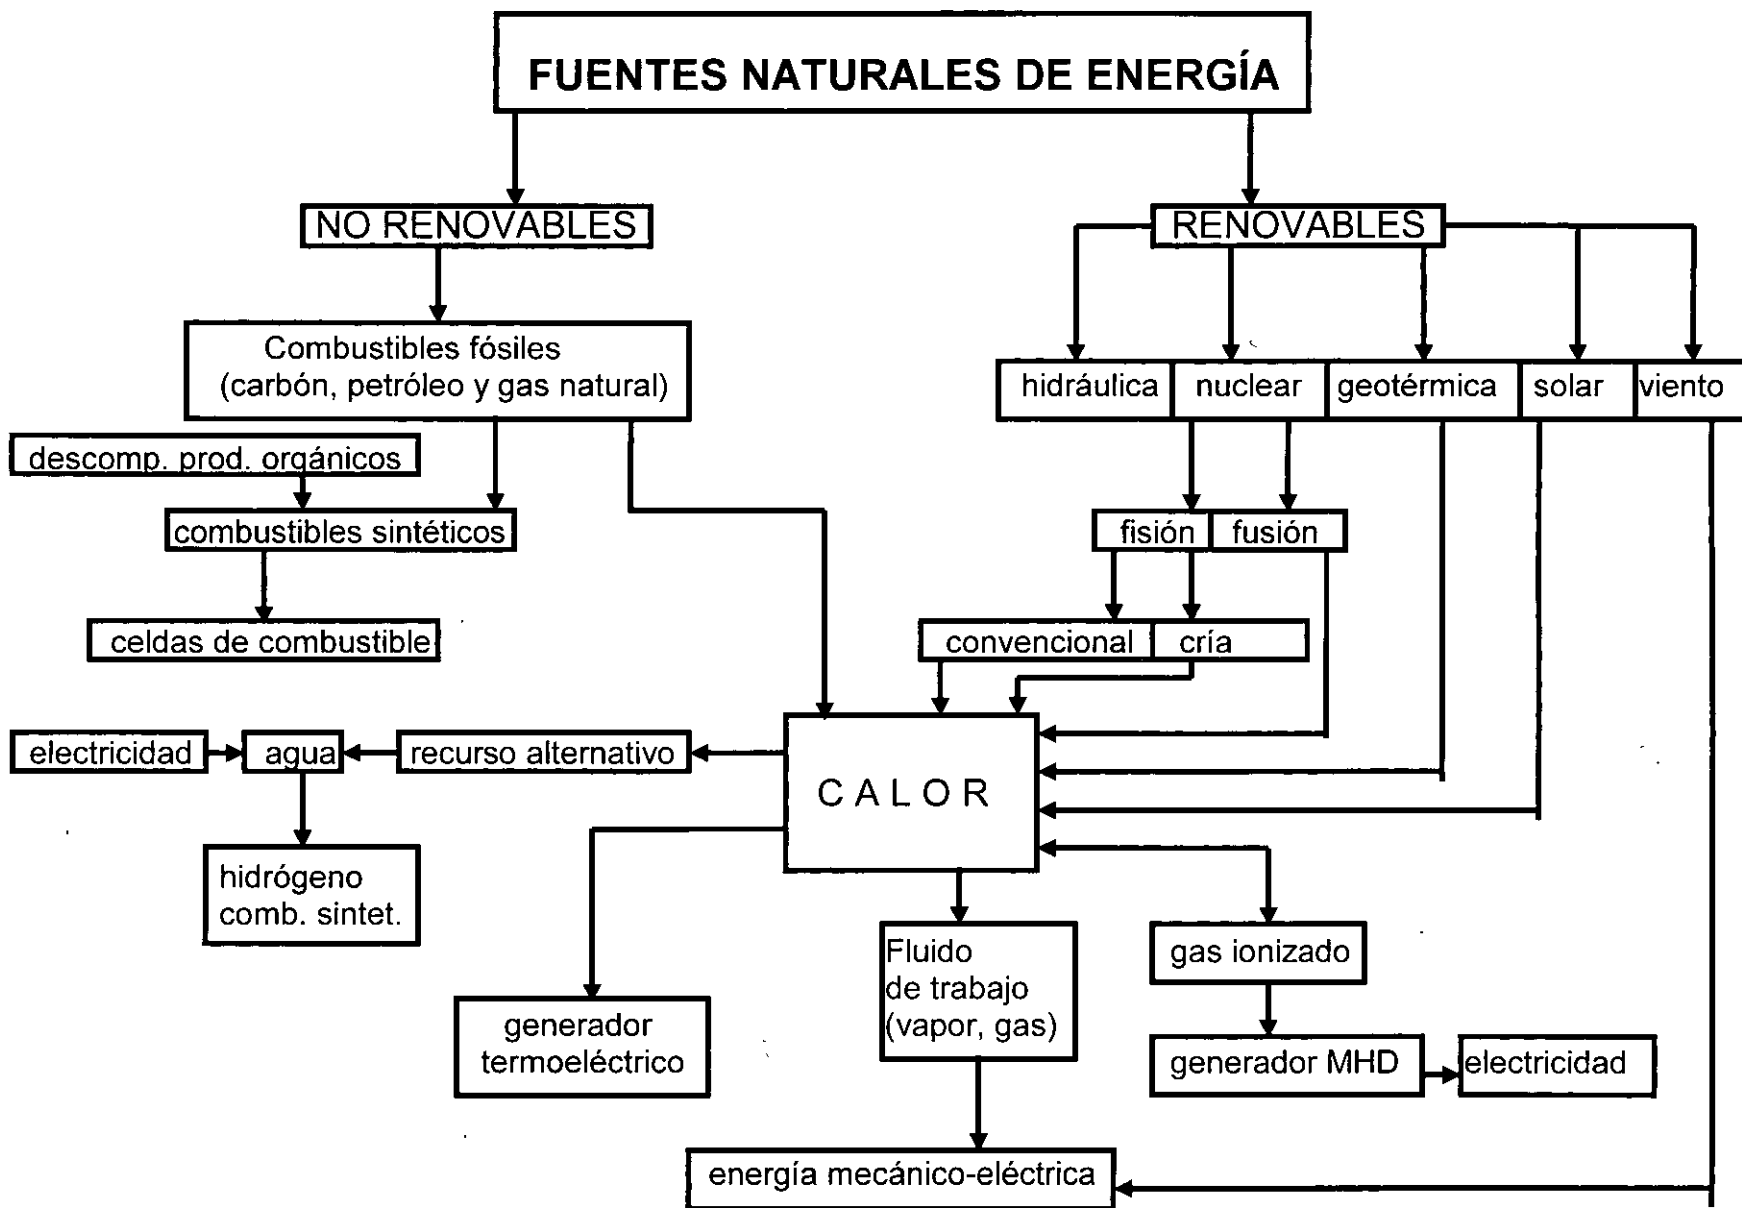 FUENTES NATURALES DE ENERGÍA
NO RENOVABLES
RENOVABLES
Combustibles fósiles
(carbón, petróleo y gas natural)
hidráulica
nuclear
geotérmica
solar
viento
descomp. prod. orgánicos
combustibles sintéticos
fisión
fusión
celdas de combustible
convencional
cría
electricidad
agua
recurso alternativo
CALOR
hidrógeno
comb. sintet.
Fluido
de trabajo
(vapor, gas)
gas ionizado
generador
termoeléctrico
generador MHD
electricidad
energía mecánico-eléctrica